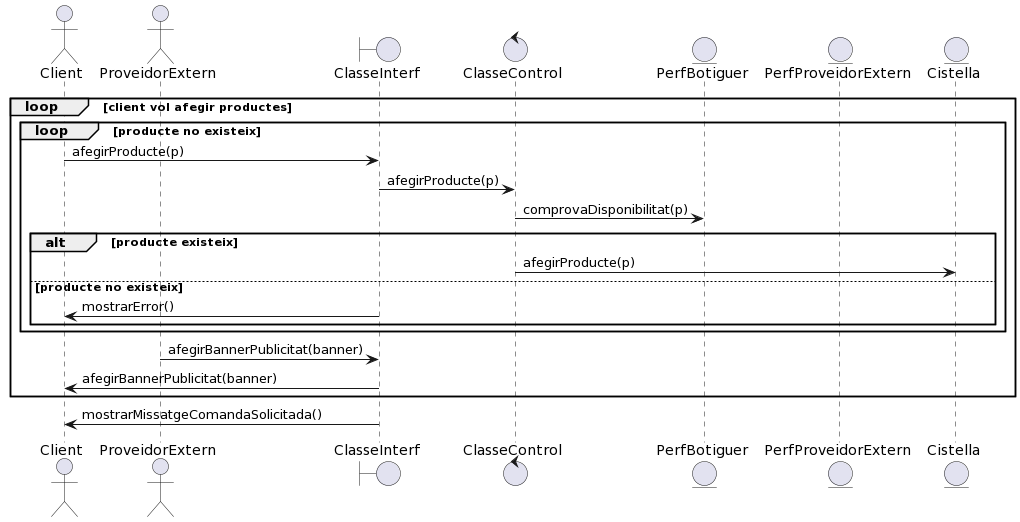 Client
ProveidorExtern
ClasseInterf
ClasseControl
PerfBotiguer
PerfProveidorExtern
Cistella
loop [client vol afegir productes]
loop [producte no existeix]
afegirProducte(p)
afegirProducte(p)
comprovaDisponibilitat(p)
alt [producte existeix]
afegirProducte(p)
[producte no existeix]
mostrarError()
afegirBannerPublicitat(banner)
afegirBannerPublicitat(banner)
mostrarMissatgeComandaSolicitada()
Client
ProveidorExtern
ClasseInterf
ClasseControl
PerfBotiguer
PerfProveidorExtern
Cistella